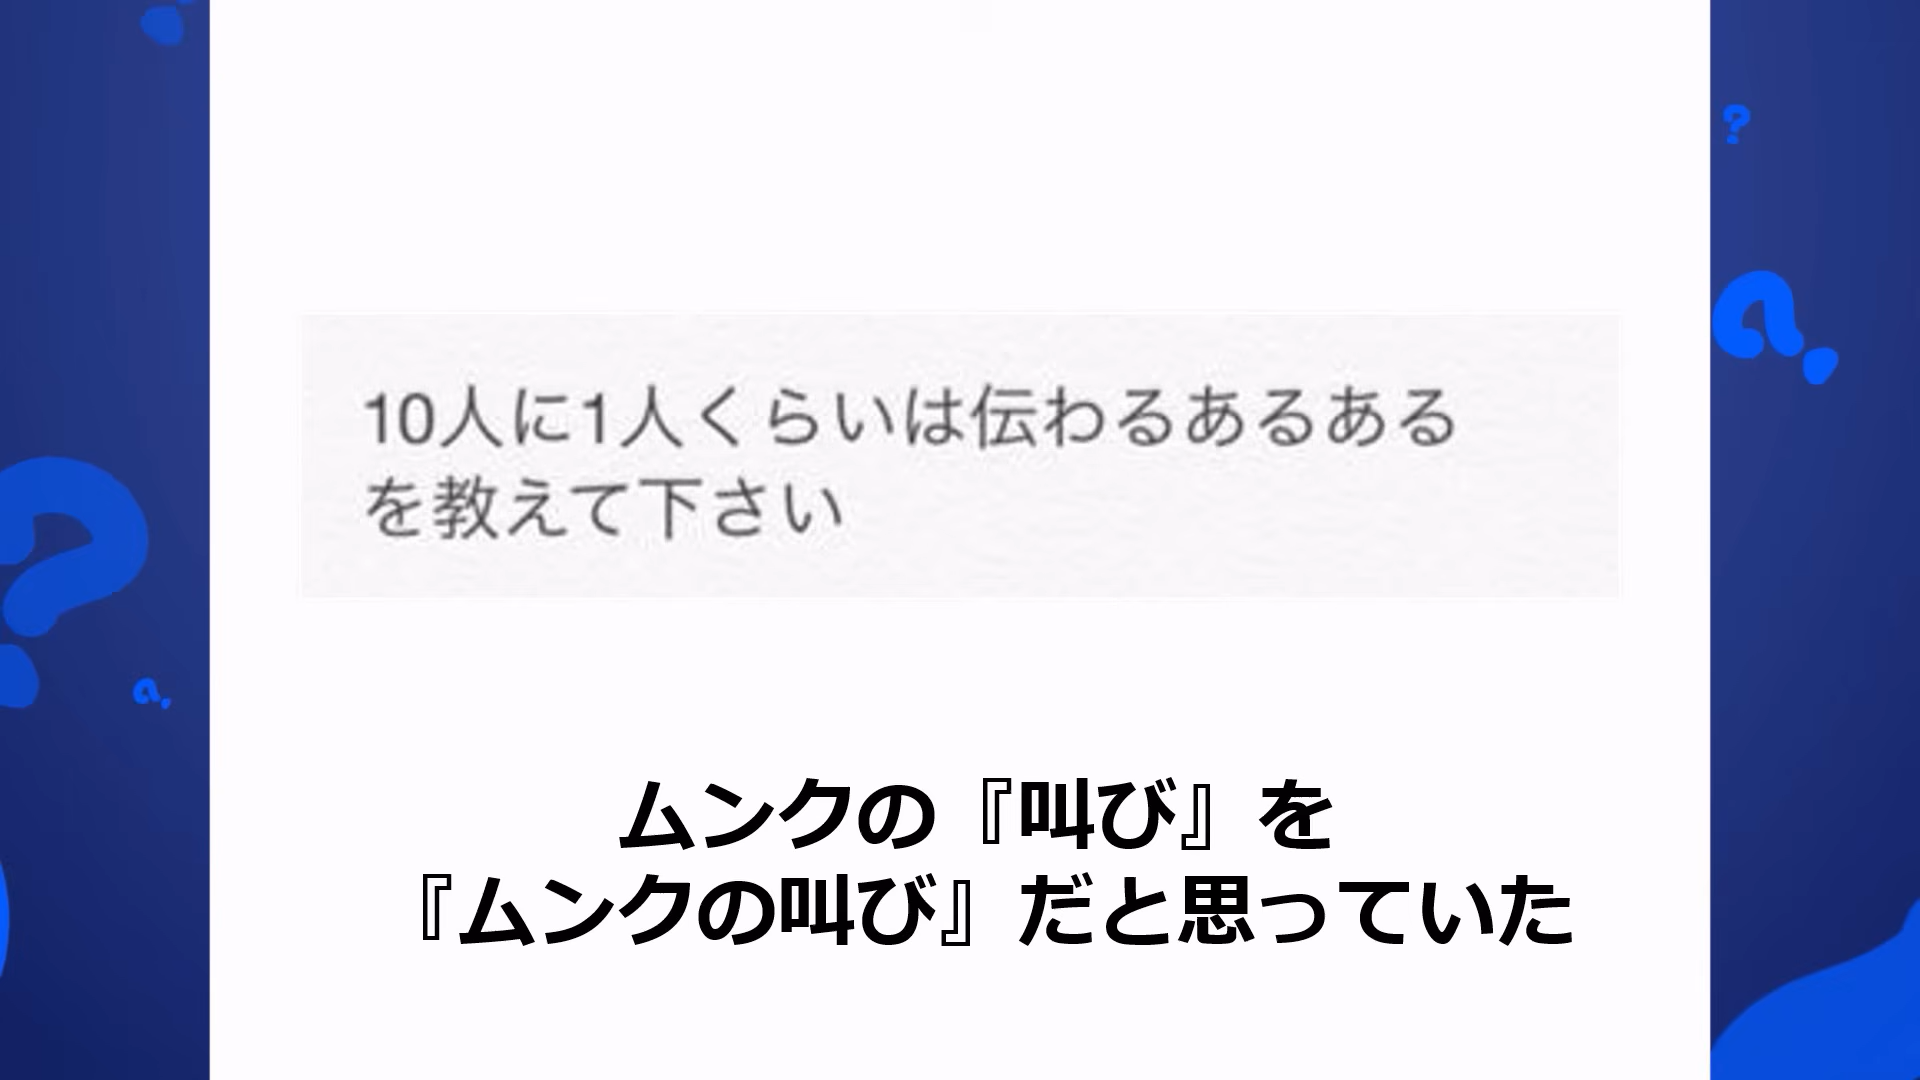 10人に1人くらいは伝わるあるある
を教えて下さい
ムンクの『叫び』を
『ムンクの叫び』だと思っていた